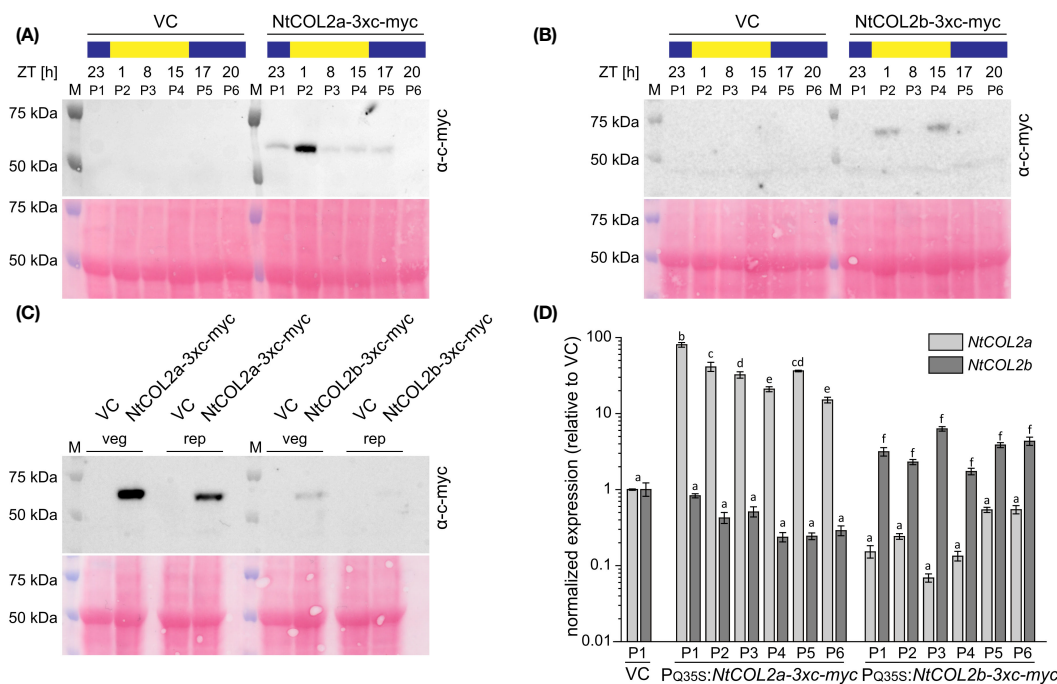 (A)
VC
NtCOL2a-3xc-myc
ZT [h]
23 1 8 15 17 20
23 1 8 15 17 20
M P1 P2 P3 P4 P5 P6 M P1 P2 P3 P4 P5 P6
75 kDa
50 kDa
α-c-myc
75 kDa
50 kDa
(B)
VC
NtCOL2b-3xc-myc
ZT [h]
23 1 8 15 17 20
23 1 8 15 17 20
M P1 P2 P3 P4 P5 P6 M P1 P2 P3 P4 P5 P6
75 kDa
50 kDa
α-c-myc
75 kDa
50 kDa
(C)
VC
NtCOL2a-3xc-myc
VC
NtCOL2a-3xc-myc
VC
NtCOL2b-3xc-myc
VC
NtCOL2b-3xc-myc
M veg rep M veg rep
75 kDa
50 kDa
α-c-myc
75 kDa
50 kDa
(D)
normalized expression (relative to VC)
100
10
1
0.1
0.01
NtCOL2a
NtCOL2b
a
b a c a d a e a cd a e a
a f a f a f a f a f a f
P1 P1 P2 P3 P4 P5 P6 P1 P2 P3 P4 P5 P6
VC PQ35S:NtCOL2a-3xc-myc PQ35S:NtCOL2b-3xc-myc